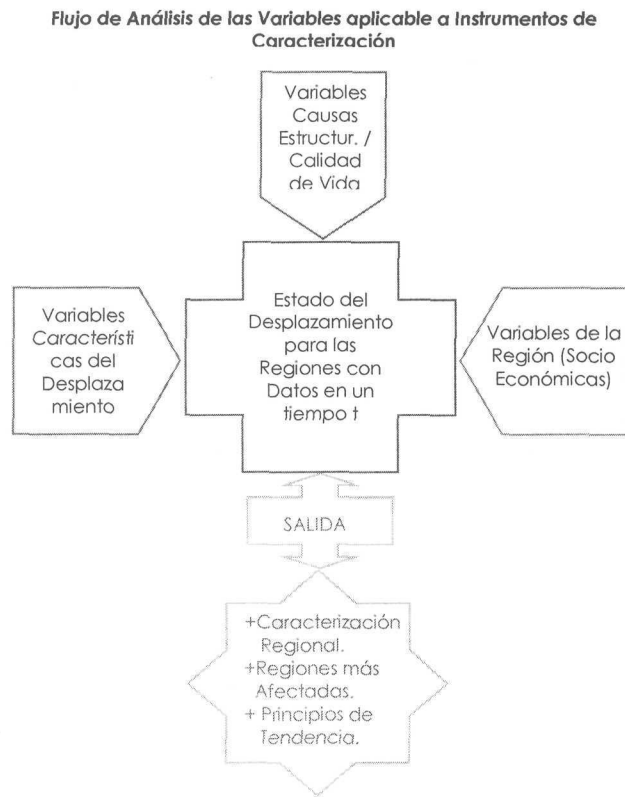 Flujo de Análisis de las Variables aplicable a Instrumentos de
Caracterización
Variables
Causas
Estructur. /
Calidad
de Vida
Variables
Característi
cas del
Desplaza
miento
Estado del
Desplazamiento
para las
Regiones con
Datos en un
tiempo t
Variables de la
Región (Socio
Económicas)
SALIDA
+Caracterización
Regional.
+Regiones más
Afectadas.
+ Principios de
Tendencia.